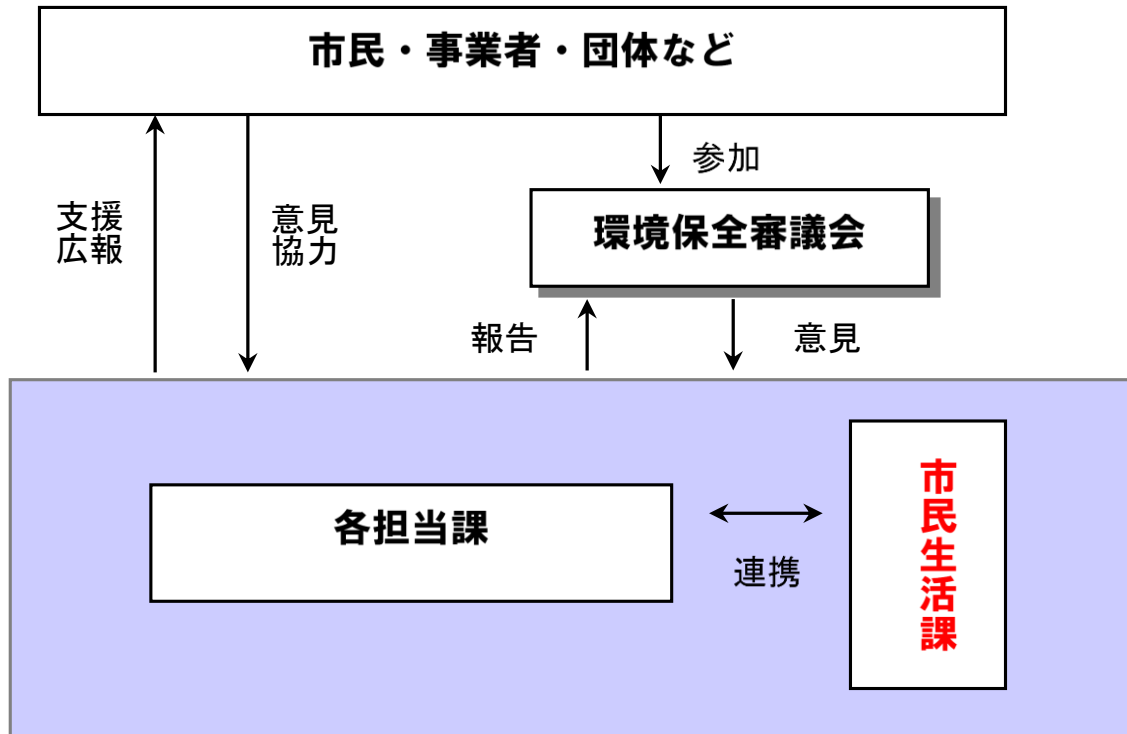 市民・事業者・団体など
参加
支援
広報
意見
協力
環境保全審議会
報告
意見
各担当課
連携
市民生活課